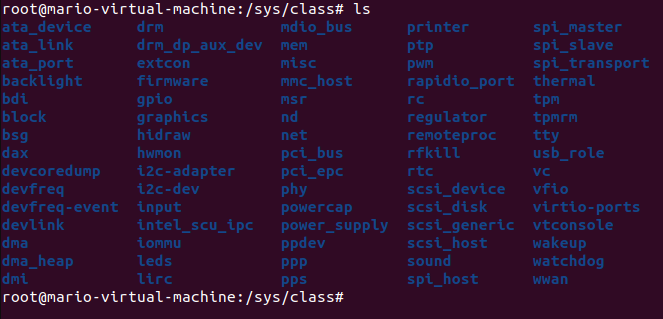 root@mario-virtual-machine:/sys/class# ls
ata_device drm mdio_bus printer spi_master
ata_link drm_dp_aux_dev mem ptp spi_slave
ata_port extcon misc pwm spi_transport
backlight firmware mmc_host rapidio_port thermal
bdi gpio msr rc tpm
block graphics nd regulator tpmrm
bsg hidraw net remoteproc tty
dax hwmon pci_bus rfkill usb_role
devcoredump i2c-adapter pci_epc rtc vc
devfreq i2c-dev phy scsi_device vfio
devfreq-event input powercap scsi_disk virtio-ports
devlink intel_scu_ipc power_supply scsi_generic vtconsole
dma iommu ppdev scsi_host wakeup
dma_heap leds ppp sound watchdog
dmi lirc pps spi_host wwan
root@mario-virtual-machine:/sys/class#